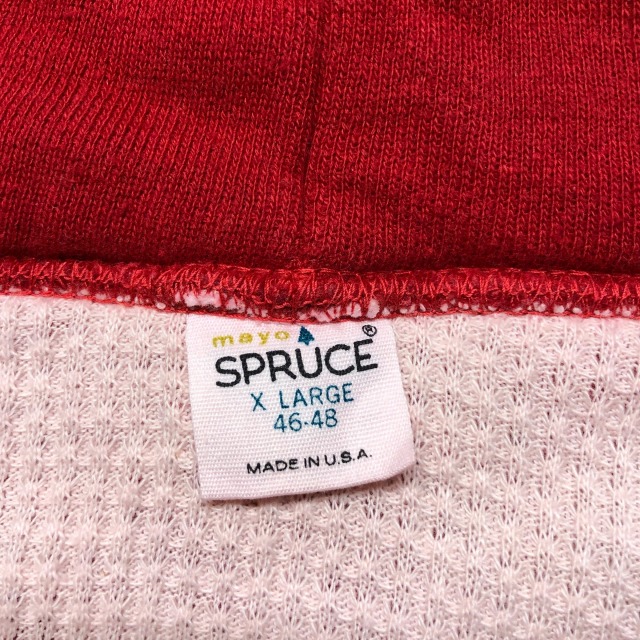 mayo
SPRUCE®
X LARGE
46-48
MADE IN U.S.A.